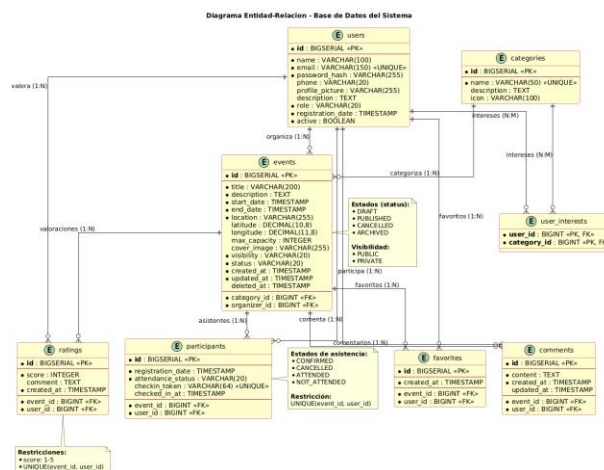 Diagrama Entidad-Relacion - Base de Datos del Sistema
E users
id : BIGSERIAL «PK»
name : VARCHAR(100)
email : VARCHAR(150) «UNIQUE»
password_hash : VARCHAR(255)
phone : VARCHAR(20)
profile_picture : VARCHAR(255)
description : TEXT
role : VARCHAR(20)
registration_date : TIMESTAMP
active : BOOLEAN
E categories
id : BIGSERIAL «PK»
name : VARCHAR(50) «UNIQUE»
description : TEXT
icon : VARCHAR(100)
valora (1:N)
organiza (1:N)
intereses (N:M)
intereses (N:M)
categoriza (1:N)
E events
id : BIGSERIAL «PK»
title : VARCHAR(200)
description : TEXT
start_date : TIMESTAMP
end_date : TIMESTAMP
location : VARCHAR(255)
latitude : DECIMAL(10,8)
longitude : DECIMAL(11,8)
max_capacity : INTEGER
cover_image : VARCHAR(255)
visibility : VARCHAR(20)
status : VARCHAR(20)
created_at : TIMESTAMP
updated_at : TIMESTAMP
deleted_at : TIMESTAMP
category_id : BIGINT «FK»
organizer_id : BIGINT «FK»
Estados (status):
DRAFT
PUBLISHED
CANCELLED
ARCHIVED
Visibilidad:
PUBLIC
PRIVATE
favoritos (1:N)
E user_interests
user_id : BIGINT «PK, FK»
category_id : BIGINT «PK, FK»
valoraciones (1:N)
participa (1:N)
favoritos (1:N)
asistentes (1:N)
comenta (1:N)
comentarios (1:N)
E ratings
id : BIGSERIAL «PK»
score : INTEGER
comment : TEXT
created_at : TIMESTAMP
event_id : BIGINT «FK»
user_id : BIGINT «FK»
E participants
id : BIGSERIAL «PK»
registration_date : TIMESTAMP
attendance_status : VARCHAR(20)
checkin_token : VARCHAR(64) «UNIQUE»
checked_in_at : TIMESTAMP
event_id : BIGINT «FK»
user_id : BIGINT «FK»
Estados de asistencia:
CONFIRMED
CANCELLED
ATTENDED
NOT_ATTENDED
Restricción:
UNIQUE(event_id, user_id)
E favorites
id : BIGSERIAL «PK»
created_at : TIMESTAMP
event_id : BIGINT «FK»
user_id : BIGINT «FK»
E comments
id : BIGSERIAL «PK»
content : TEXT
created_at : TIMESTAMP
updated_at : TIMESTAMP
event_id : BIGINT «FK»
user_id : BIGINT «FK»
Restricciones:
score: 1-5
UNIQUE(event_id, user_id)